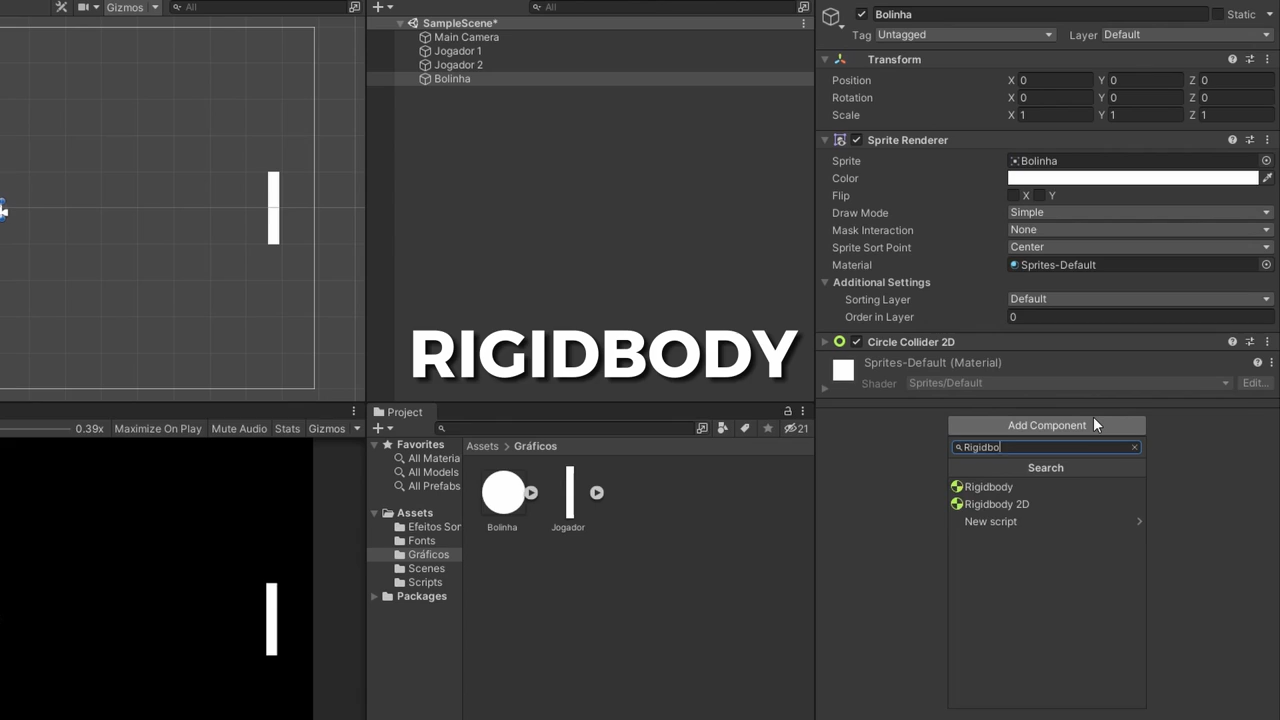 Gizmos
All
0.39x
Maximize On Play
Mute Audio
Stats
Gizmos
All
SampleScene*
Main Camera
Jogador 1
Jogador 2
Bolinha
RIGIDBODY
Project
21
Favorites
All Materia
All Models
All Prefabs
Assets
Efeitos Sor
Fonts
Gráficos
Scenes
Scripts
Packages
Assets > Gráficos
Bolinha
Jogador
Bolinha
Static
Tag Untagged Layer Default
Transform
Position X 0 Y 0 Z 0
Rotation X 0 Y 0 Z 0
Scale X 1 Y 1 Z 1
Sprite Renderer
Sprite Bolinha
Color
Flip X Y
Draw Mode Simple
Mask Interaction None
Sprite Sort Point Center
Material Sprites-Default
Additional Settings
Sorting Layer Default
Order in Layer 0
Circle Collider 2D
Sprites-Default (Material)
Shader Sprites/Default Edit...
Add Component
Rigidbo
Search
Rigidbody
Rigidbody 2D
New script